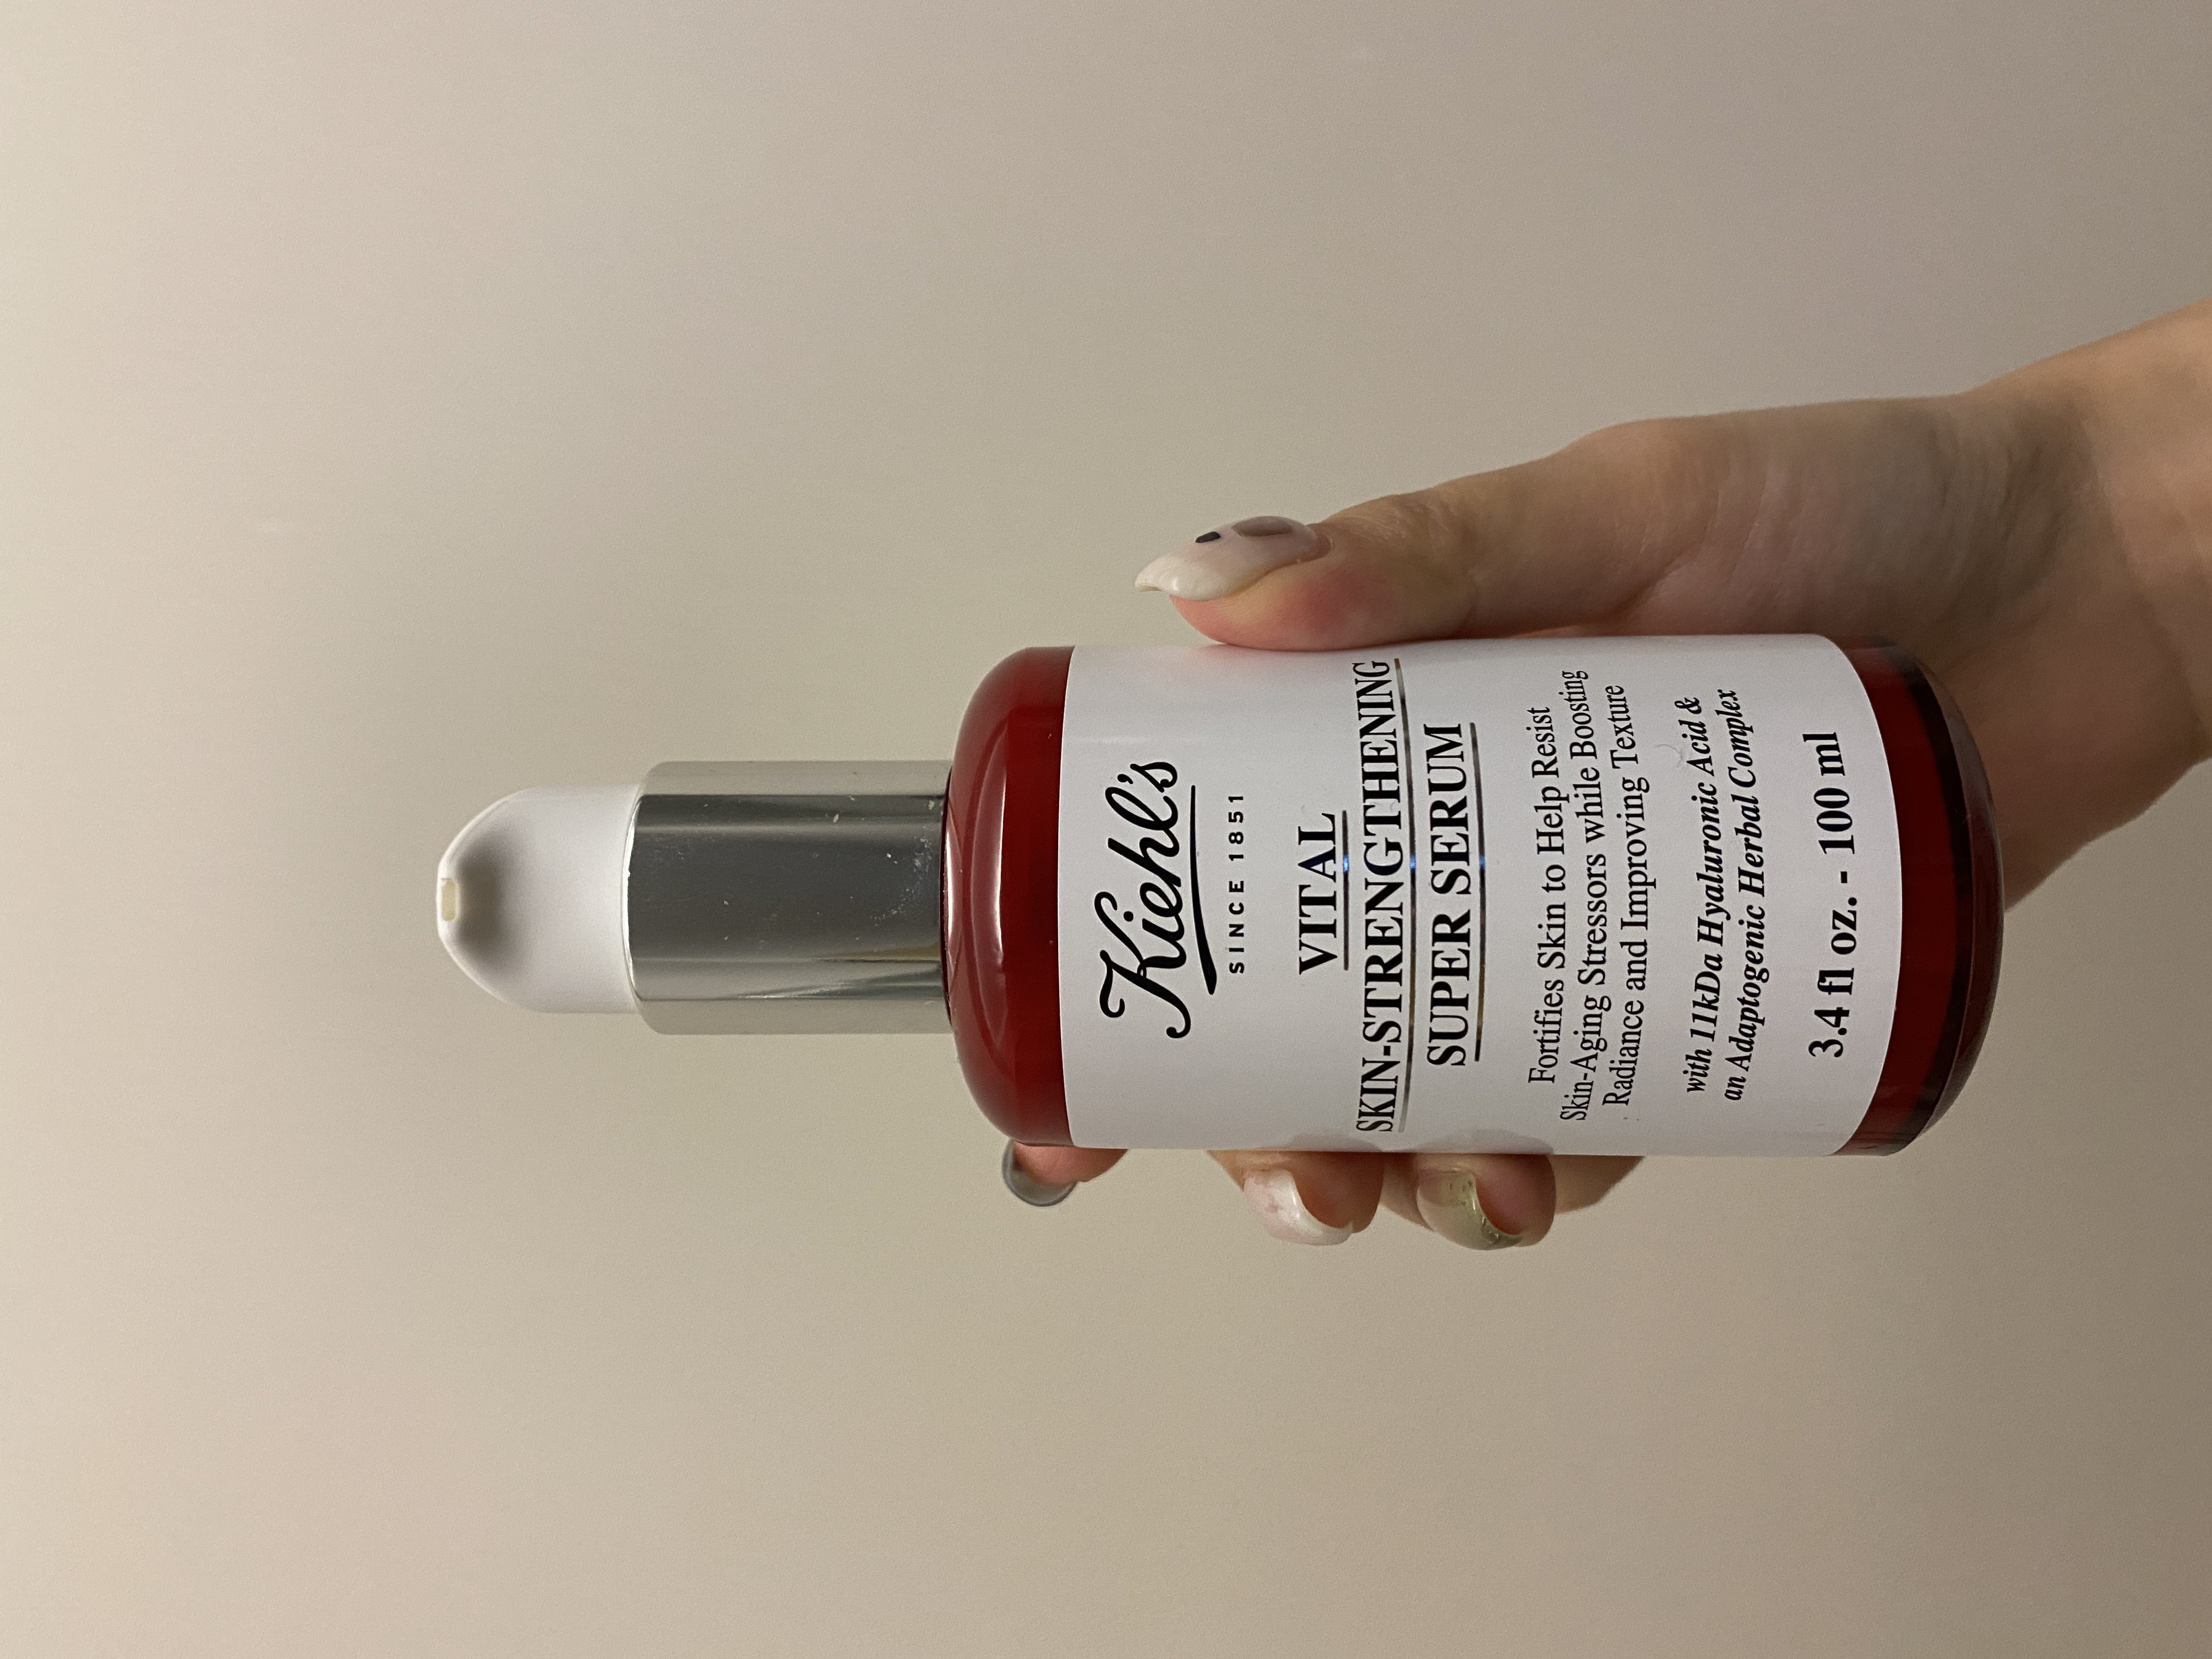 Kiehl's
SINCE 1851
VITAL
SKIN-STRENGTHENING
SUPER SERUM
Fortifies Skin to Help Resist
Skin-Aging Stressors while Boosting
Radiance and Improving Texture
with 11kDa Hyaluronic Acid &
an Adaptogenic Herbal Complex
3.4 fl oz. - 100 ml